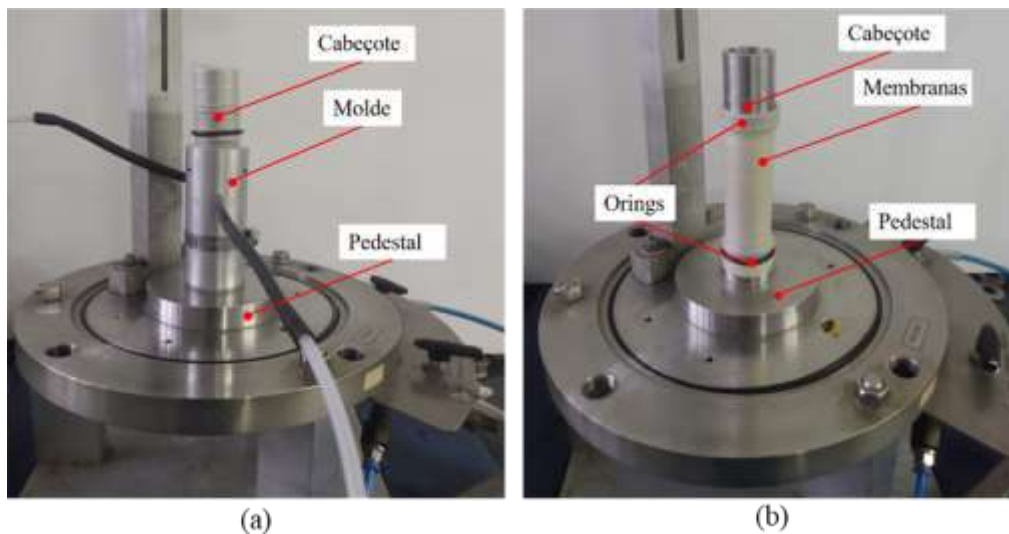 Cabeçote
Molde
Pedestal
(a)
Cabeçote
Membranas
Orings
Pedestal
(b)